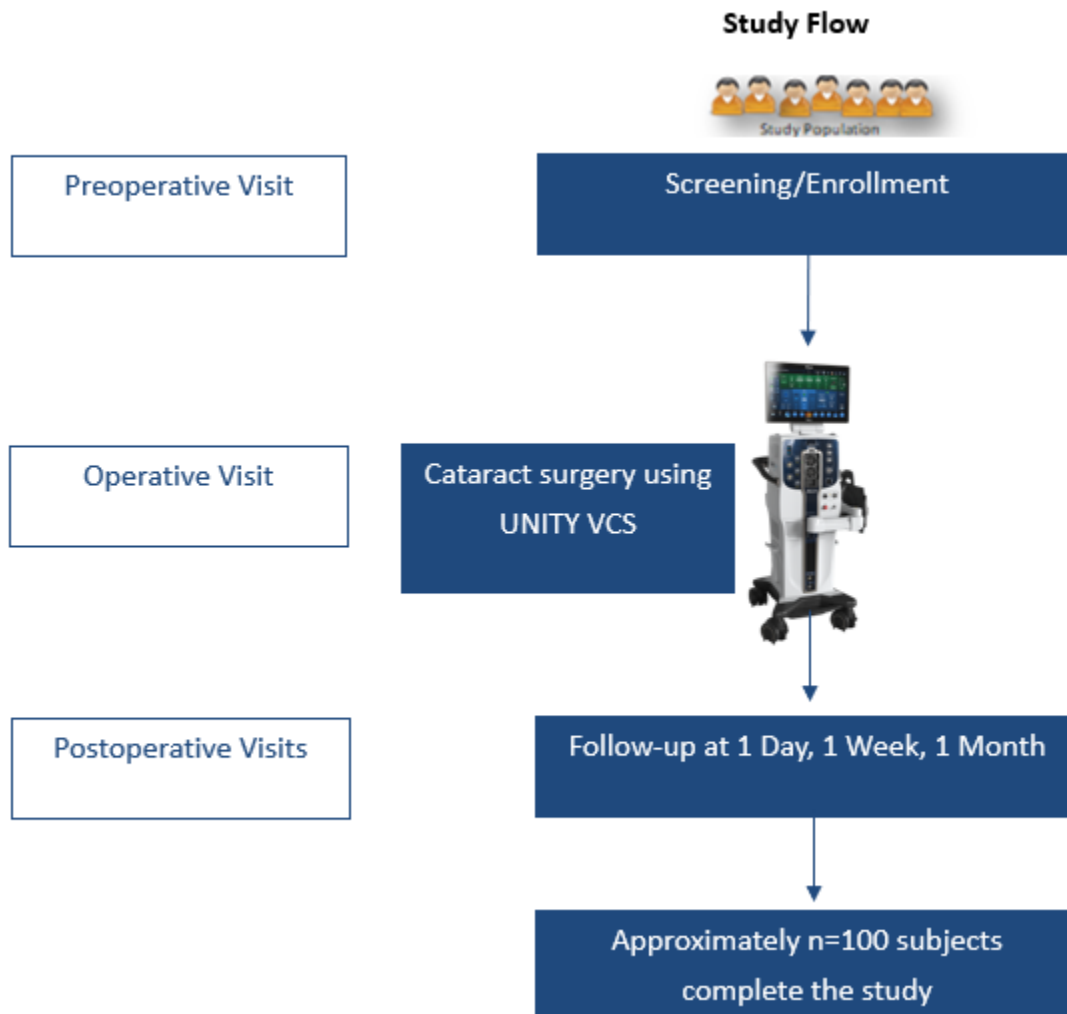 Study Flow
Study Population
Preoperative Visit
Screening/Enrollment
Operative Visit
Cataract surgery using
UNITY VCS
Postoperative Visits
Follow-up at 1 Day, 1 Week, 1 Month
Approximately n=100 subjects
complete the study